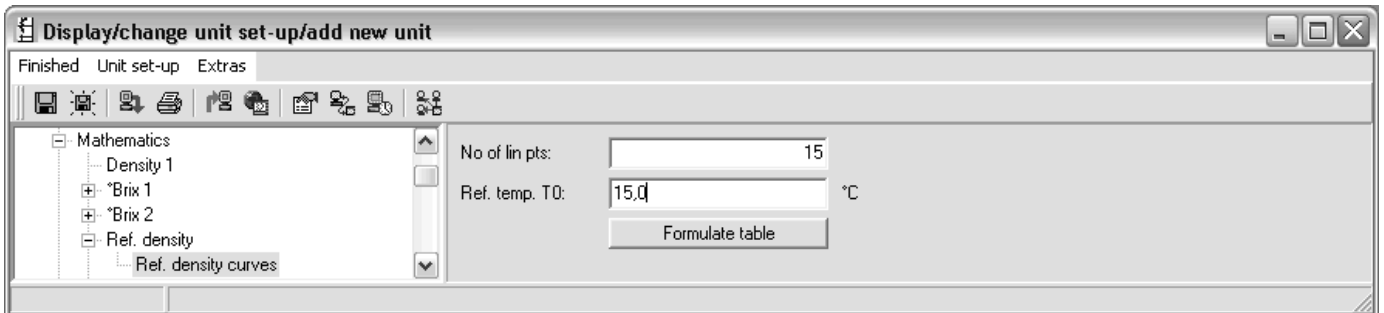 Display/change unit set-up/add new unit
Finished Unit set-up Extras
Mathematics
Density 1
°Brix 1
°Brix 2
Ref. density
Ref. density curves
No of lin pts: 15
Ref. temp. T0: 15,0 °C
Formulate table